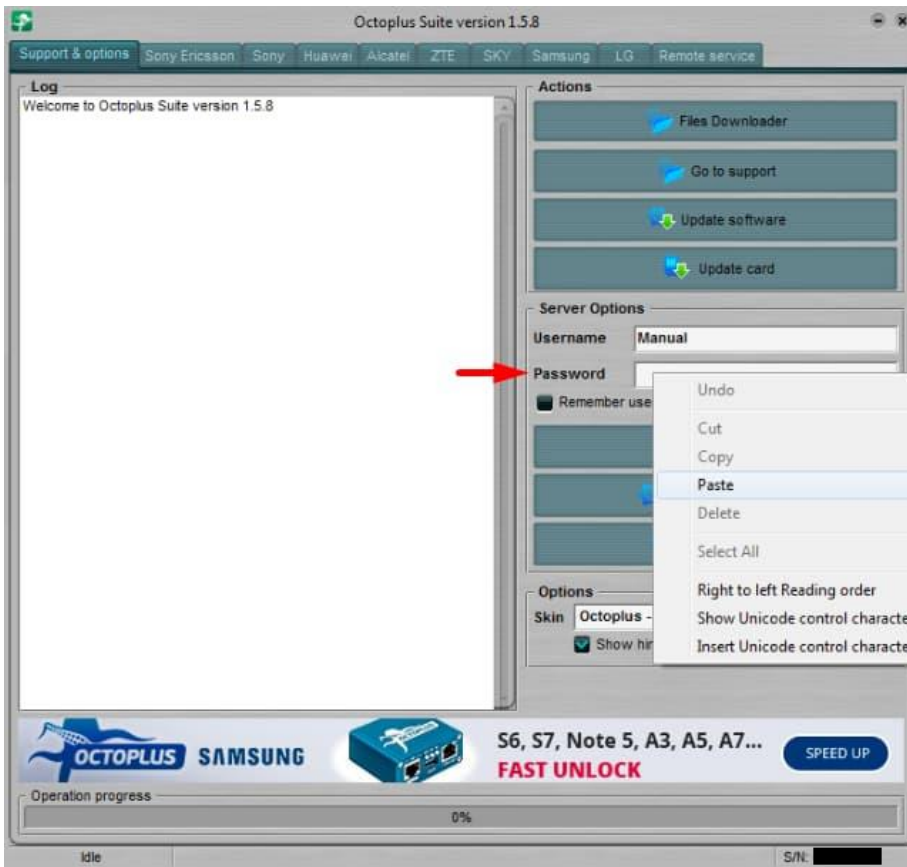 Octoplus Suite version 1.5.8
Support & options Sony Ericsson Sony Huawei Alcatel ZTE SKY Samsung LG Remote service
Log
Welcome to Octoplus Suite version 1.5.8
Actions
Files Downloader
Go to support
Update software
Update card
Server Options
Username Manual
Password
Remember use
Undo
Cut
Copy
Paste
Delete
Select All
Right to left Reading order
Show Unicode control characte
Insert Unicode control characte
Options
Skin Octoplus -
Show hin
OCTOPLUS SAMSUNG
S6, S7, Note 5, A3, A5, A7...
FAST UNLOCK
SPEED UP
Operation progress
0%
Idle
S/N: